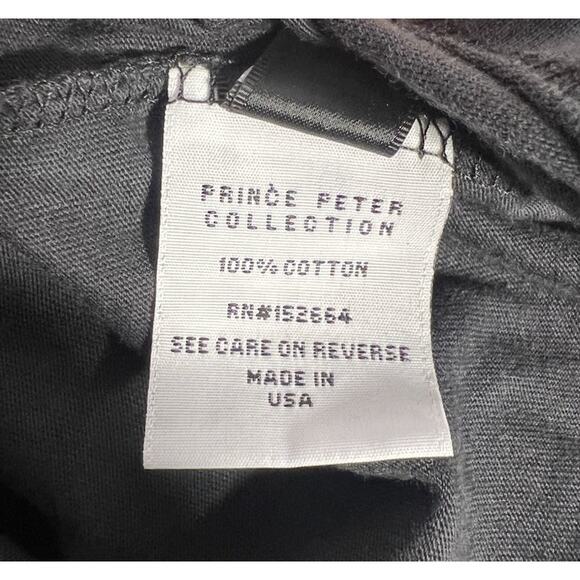 PRINCE PETER
COLLECTION
100% COTTON
RN#152664
SEE CARE ON REVERSE
MADE IN
USA